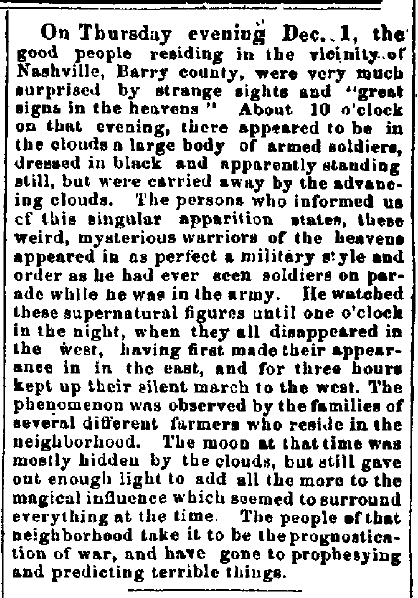 On Thursday evening Dec. 1, the
good people residing in the vicinity of
Nashville, Barry county, were very much
surprised by strange sights and "great
signs in the heavens " About 10 o'clock
on that evening, there appeared to be in
the clouds a large body of armed soldiers,
dressed in black and apparently standing
still, but were carried away by the advanc-
ing clouds. The persons who informed us
of this singular apparition states, these
weird, mysterious warriors of the heavens
appeared in as perfect a military style and
order as he had ever seen soldiers on par-
ade while he was in the army. He watched
these supernatural figures until one o'clock
in the night, when they all disappeared in
the west, having first made their appear-
ance in in the east, and for three hours
kept up their silent march to the west. The
phenomenon was observed by the families of
several different farmers who reside in the
neighborhood. The moon at that time was
mostly hidden by the clouds, but still gave
out enough light to add all the more to the
magical influence which seemed to surround
everything at the time. The people of that
neighborhood take it to be the prognostica-
tion of war, and have gone to prophesying
and predicting terrible things.